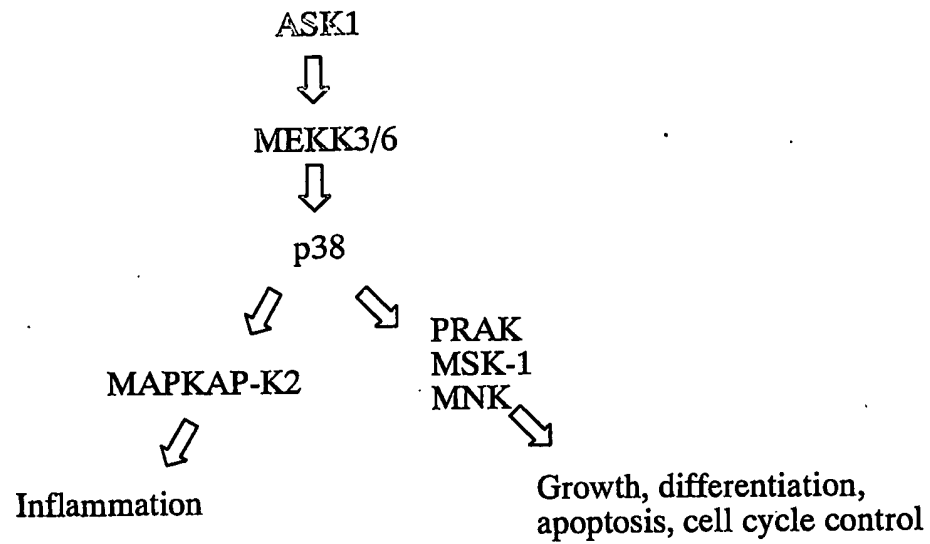 ASK1
MEKK3/6
p38
PRAK
MSK-1
MNK
MAPKAP-K2
Inflammation
Growth, differentiation,
apoptosis, cell cycle control